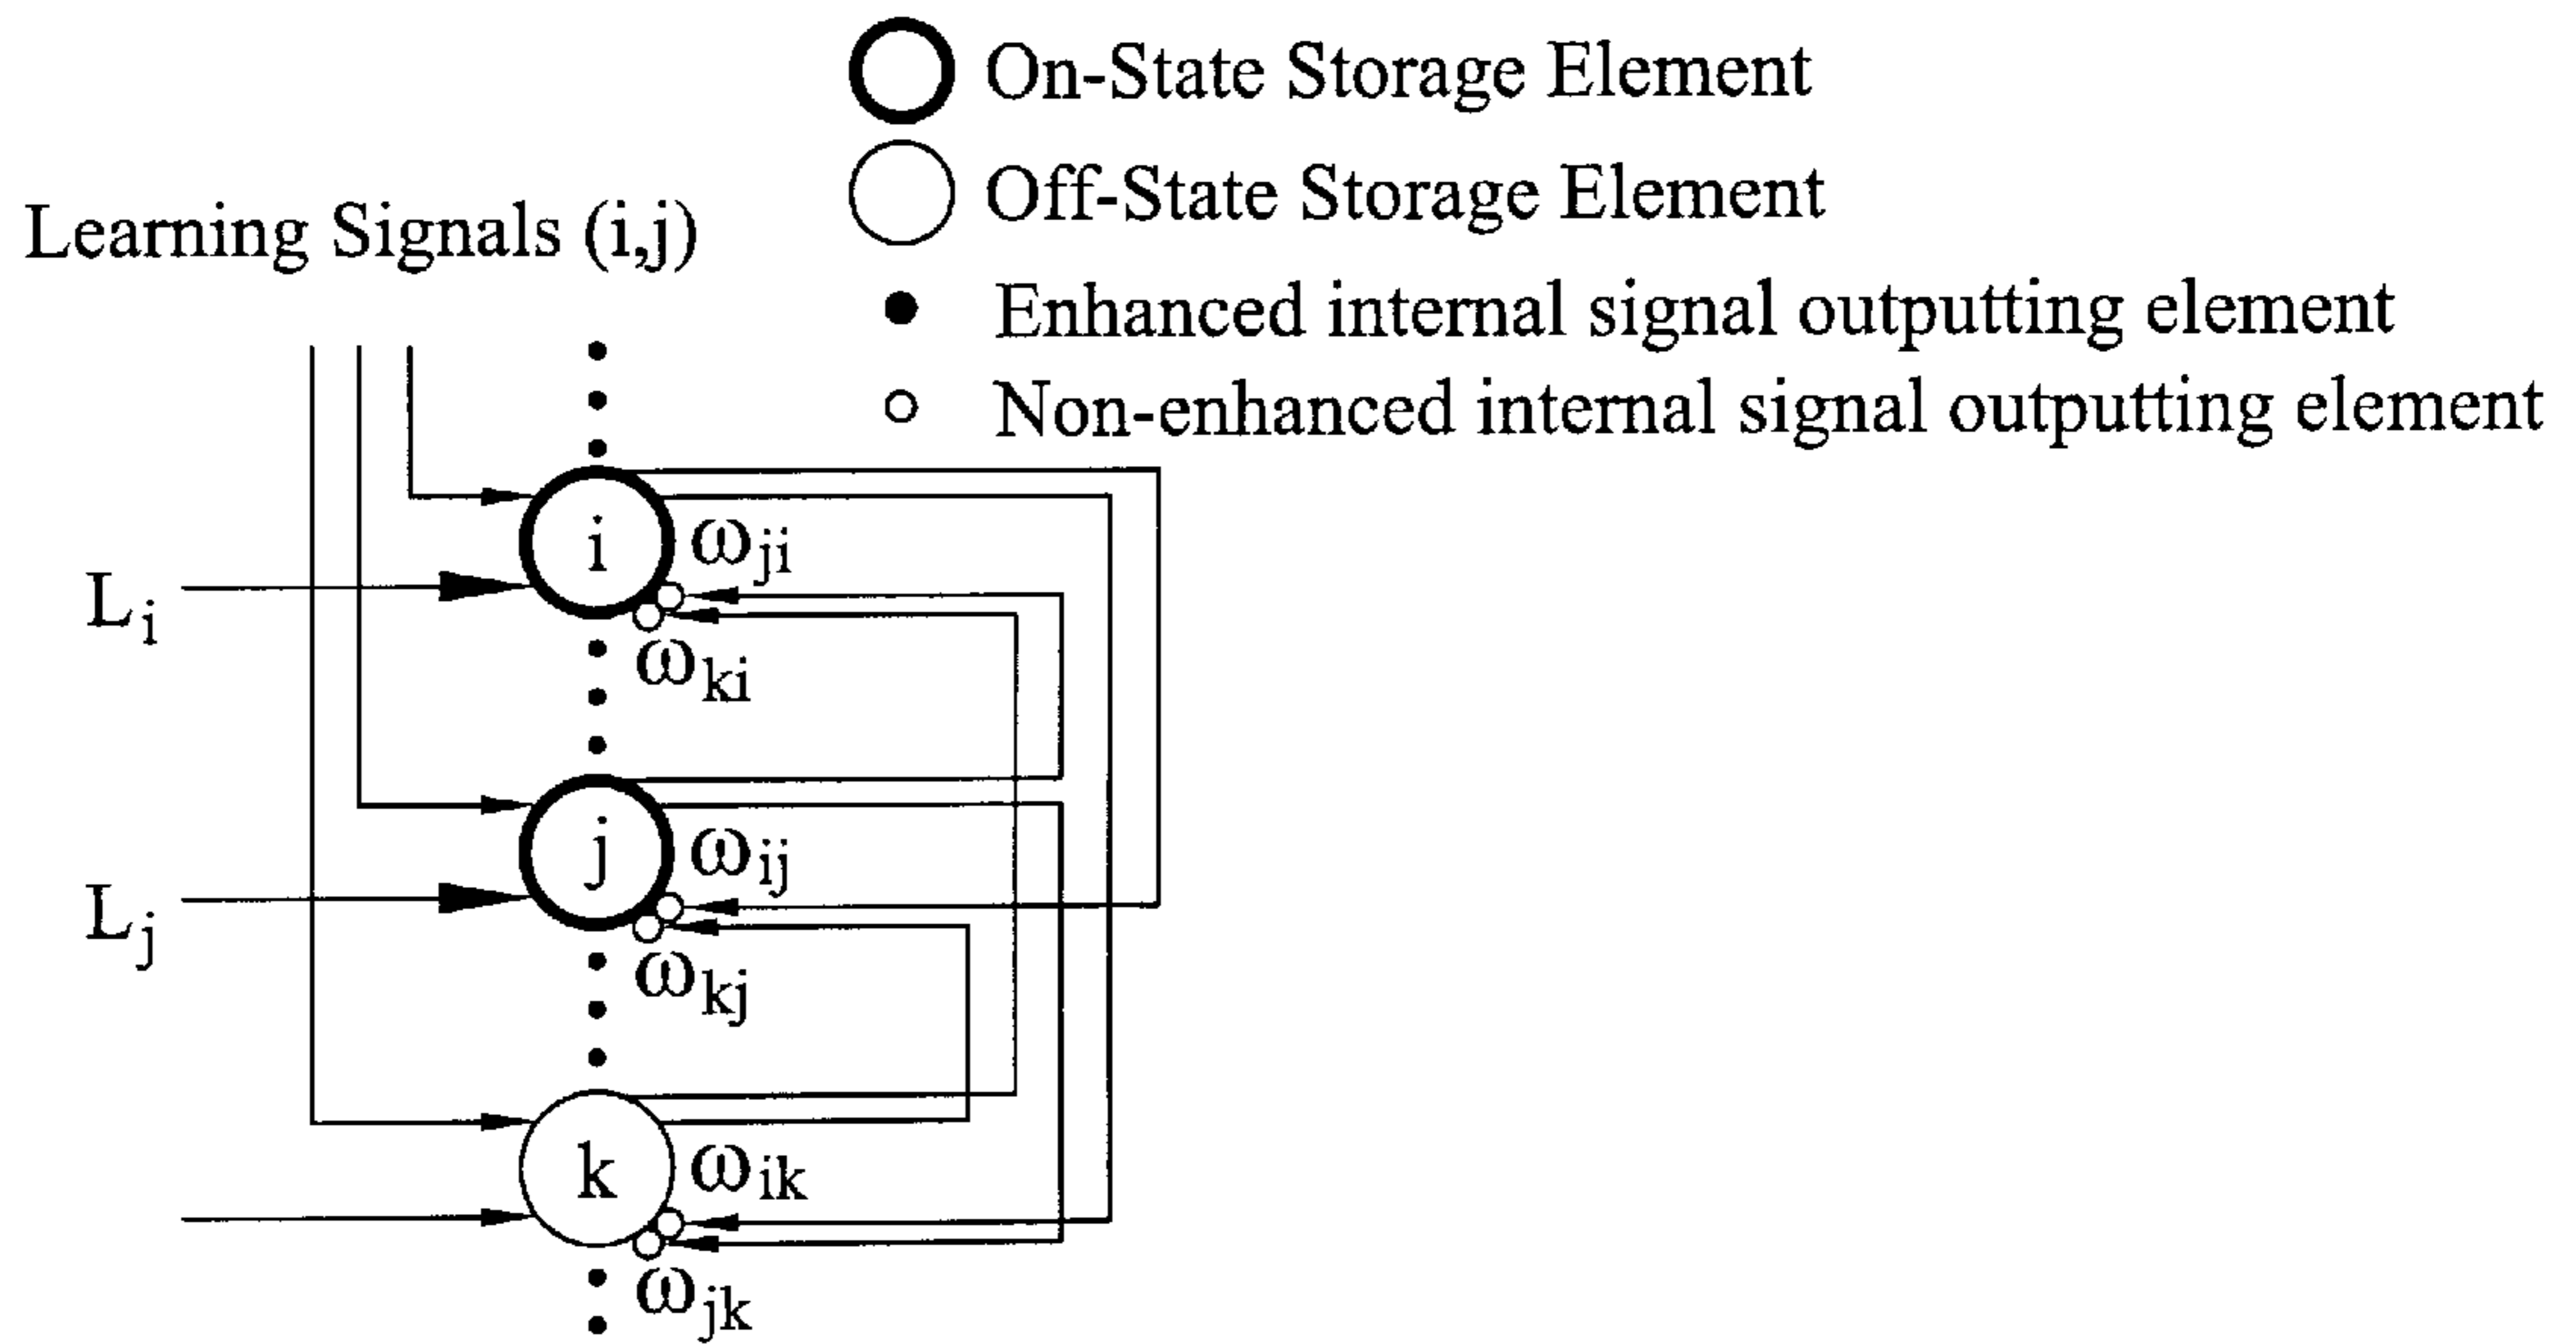 On-State Storage Element
Off-State Storage Element
Learning Signals (i,j)
Enhanced internal signal outputting element
Non-enhanced internal signal outputting element
i
ωji
Li
ωki
j
ωij
Lj
ωkj
k
ωik
ωjk